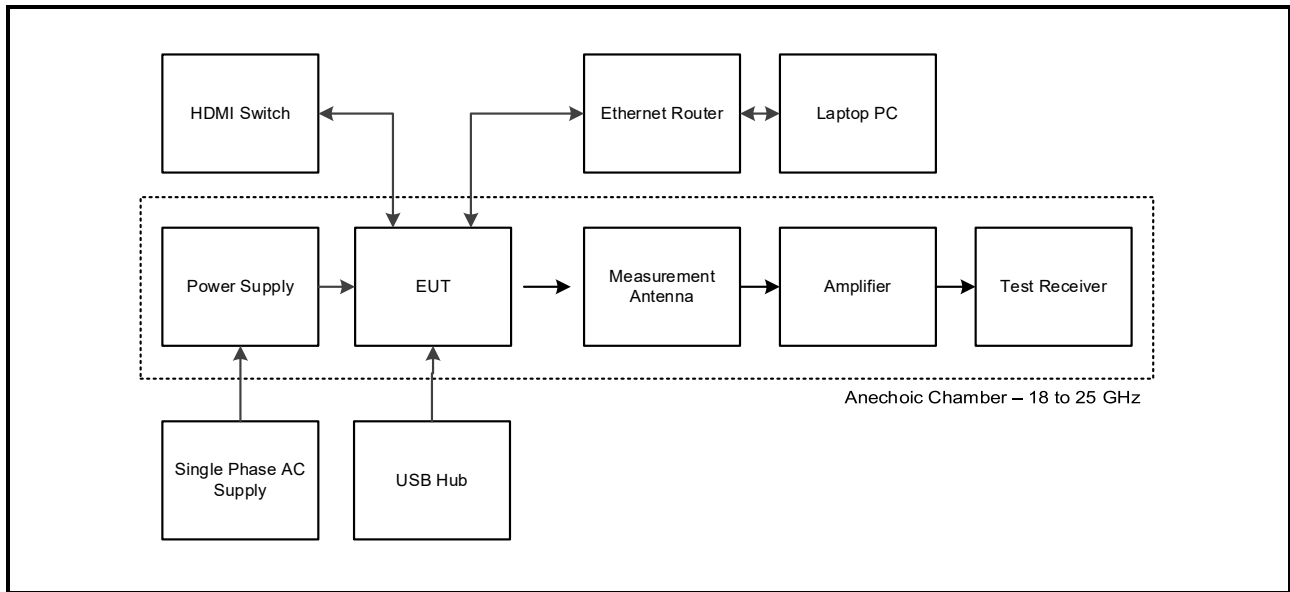 HDMI Switch
Ethernet Router
Laptop PC
Power Supply
EUT
Measurement
Antenna
Amplifier
Test Receiver
Anechoic Chamber – 18 to 25 GHz
Single Phase AC
Supply
USB Hub